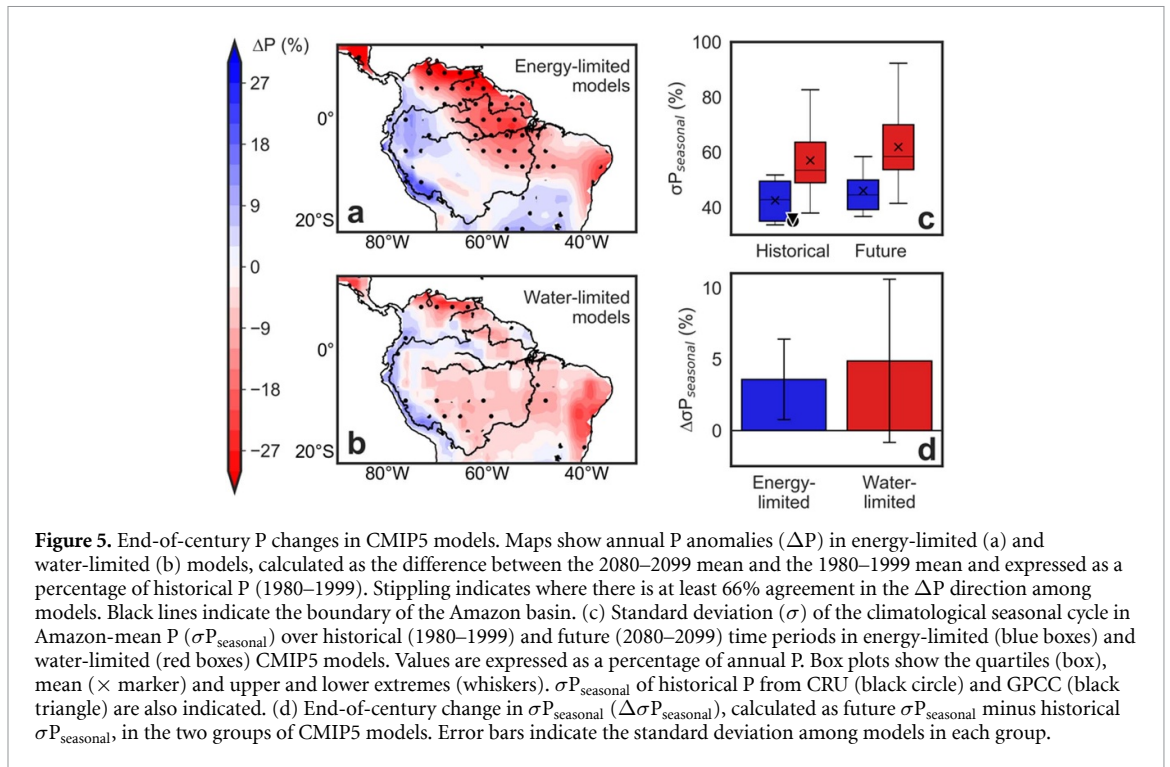 ΔP (%)
27
18
9
0
−9
−18
−27
Energy-limited
models
0°
20°S
a
80°W 60°W 40°W
Water-limited
models
0°
20°S
b
80°W 60°W 40°W
100
80
60
40
σP_seasonal (%)
c
Historical Future
10
5
0
ΔσP_seasonal (%)
d
Energy-
limited
Water-
limited
Figure 5. End-of-century P changes in CMIP5 models. Maps show annual P anomalies (ΔP) in energy-limited (a) and
water-limited (b) models, calculated as the difference between the 2080–2099 mean and the 1980–1999 mean and expressed as a
percentage of historical P (1980–1999). Stippling indicates where there is at least 66% agreement in the ΔP direction among
models. Black lines indicate the boundary of the Amazon basin. (c) Standard deviation (σ) of the climatological seasonal cycle in
Amazon-mean P (σP_seasonal) over historical (1980–1999) and future (2080–2099) time periods in energy-limited (blue boxes) and
water-limited (red boxes) CMIP5 models. Values are expressed as a percentage of annual P. Box plots show the quartiles (box),
mean (× marker) and upper and lower extremes (whiskers). σP_seasonal of historical P from CRU (black circle) and GPCC (black
triangle) are also indicated. (d) End-of-century change in σP_seasonal (ΔσP_seasonal), calculated as future σP_seasonal minus historical
σP_seasonal, in the two groups of CMIP5 models. Error bars indicate the standard deviation among models in each group.